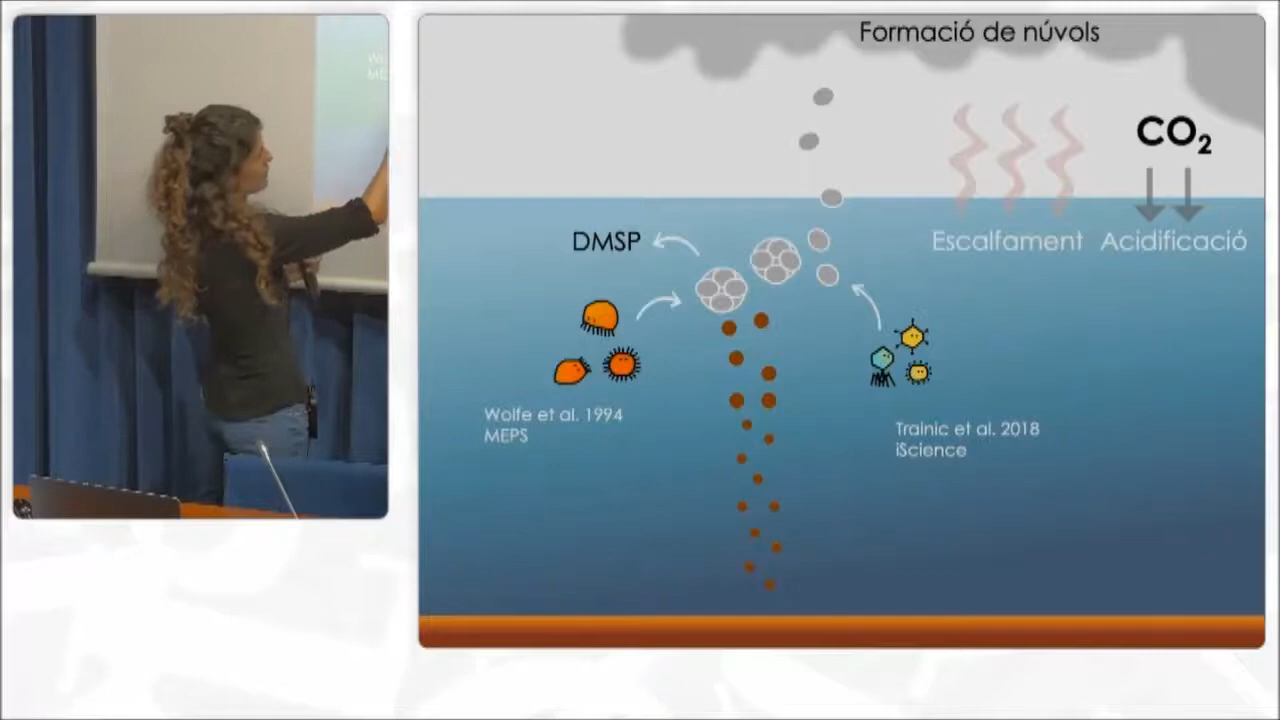 Formació de núvols
CO₂
DMSP
Escalfament
Acidificació
Wolfe et al. 1994
MEPS
Trainic et al. 2018
iScience